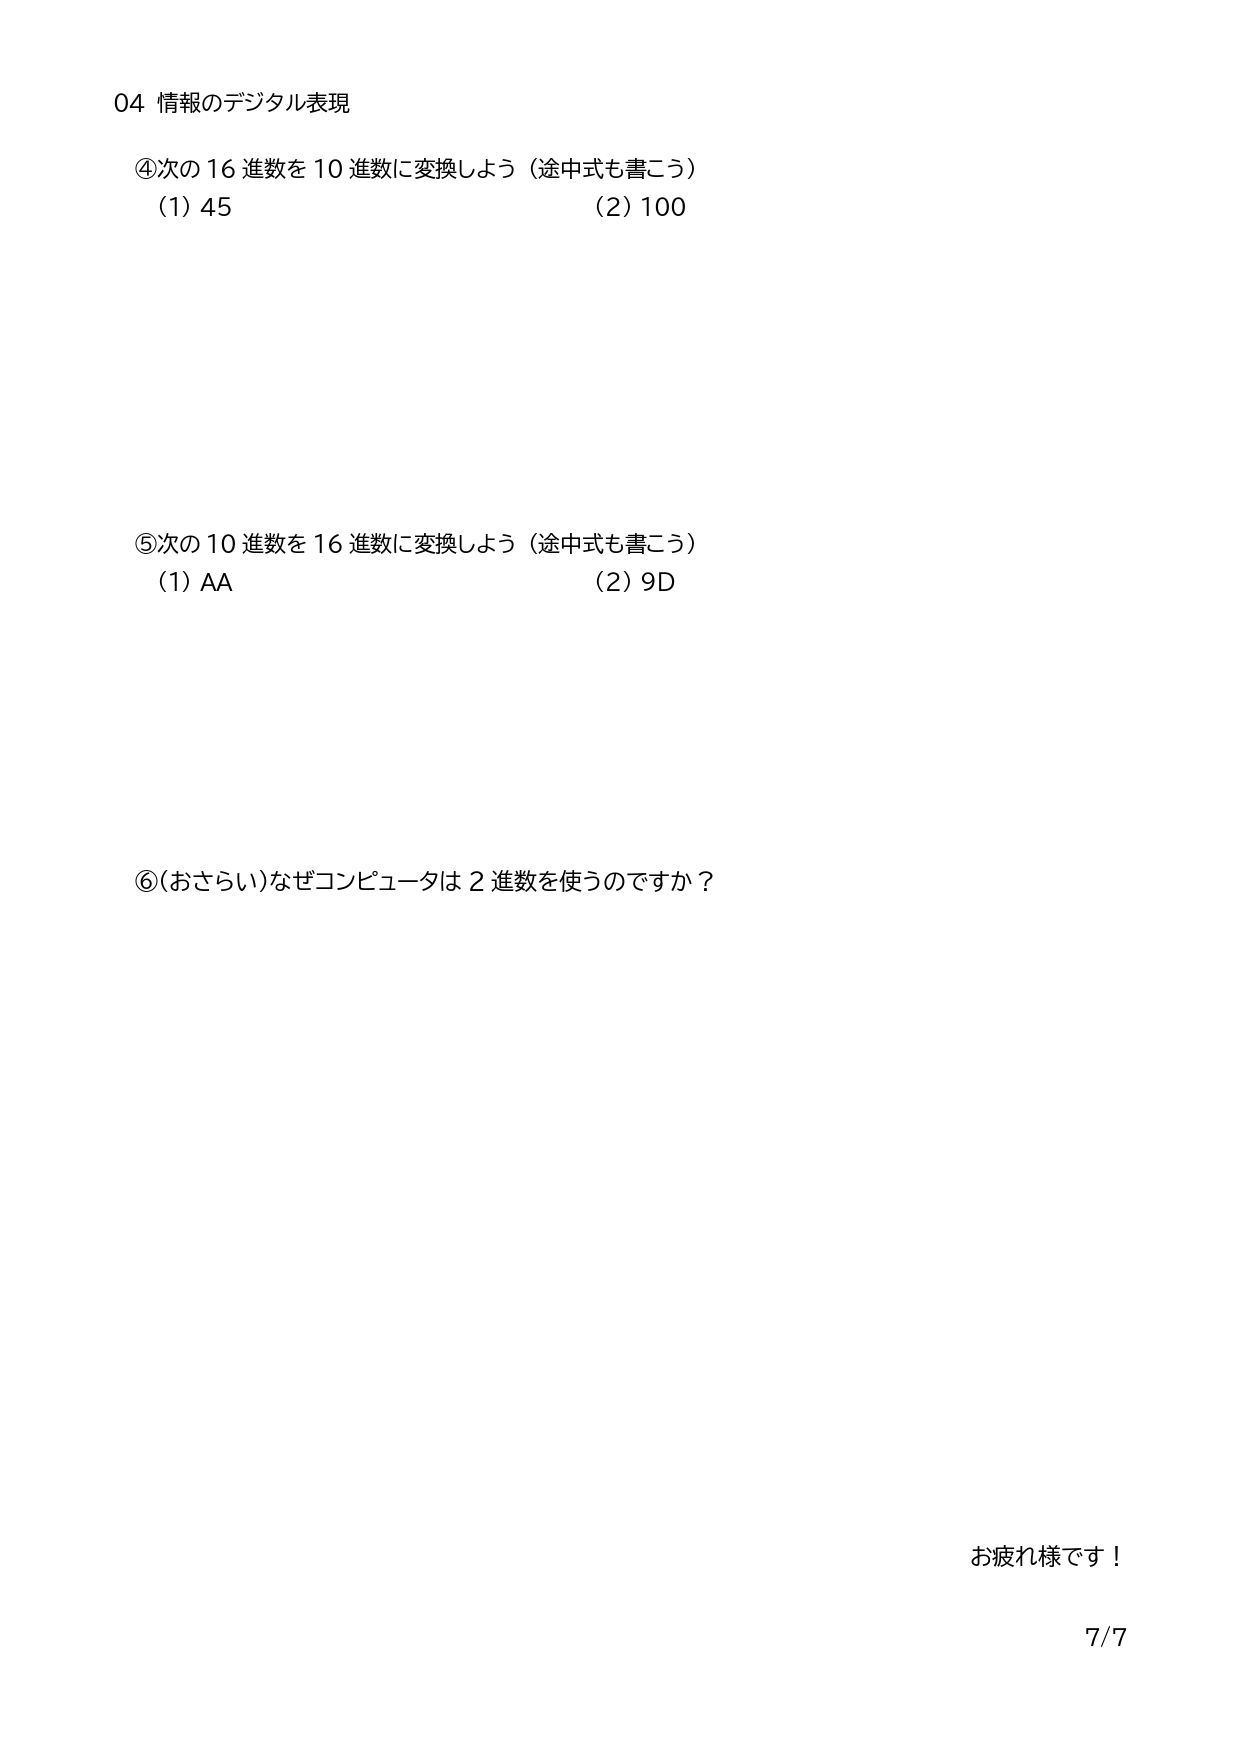 04 情報のデジタル表現
④次の 16 進数を 10 進数に変換しよう（途中式も書こう）
（1） 45 （2） 100
⑤次の 10 進数を 16 進数に変換しよう（途中式も書こう）
（1） AA （2） 9D
⑥（おさらい）なぜコンピュータは 2 進数を使うのですか？
お疲れ様です！
7/7